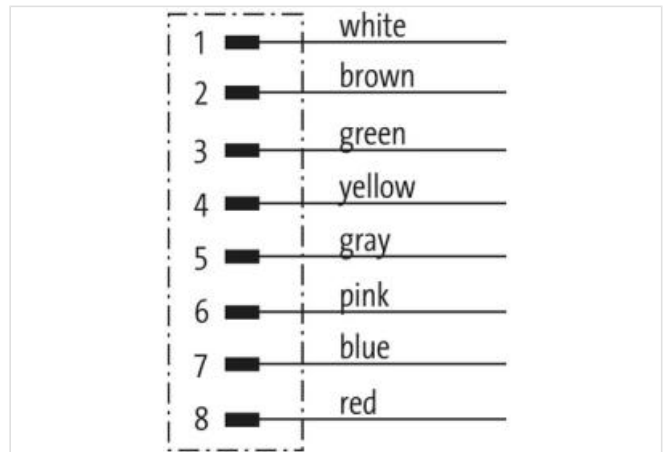 1 white
2 brown
3 green
4 yellow
5 gray
6 pink
7 blue
8 red